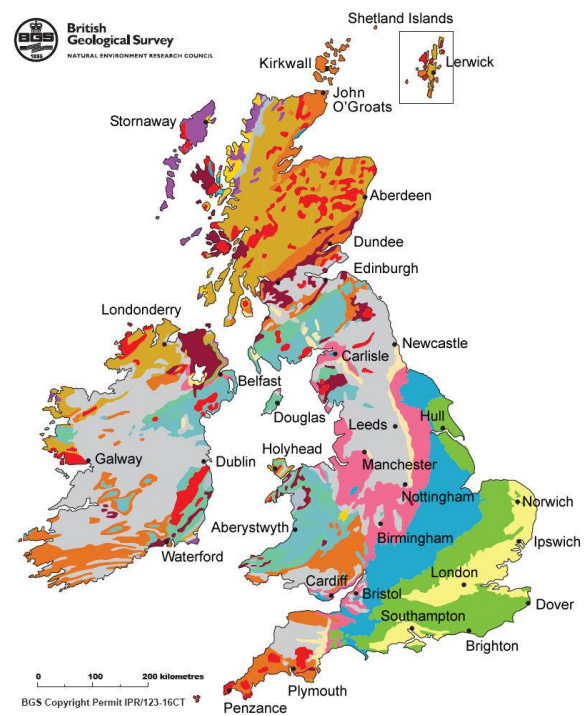 British
Geological Survey
NATURAL ENVIRONMENT RESEARCH COUNCIL
BGS
1835
Shetland Islands
Lerwick
Kirkwall
John
O'Groats
Stornaway
Aberdeen
Dundee
Edinburgh
Londonderry
Newcastle
Carlisle
Belfast
Hull
Douglas
Leeds
Holyhead
Galway
Dublin
Manchester
Nottingham
Norwich
Aberystwyth
Birmingham
Ipswich
Waterford
London
Cardiff
Bristol
Dover
Southampton
Brighton
Plymouth
0 100 200 kilometres
BGS Copyright Permit IPR/123-16CT
Penzance